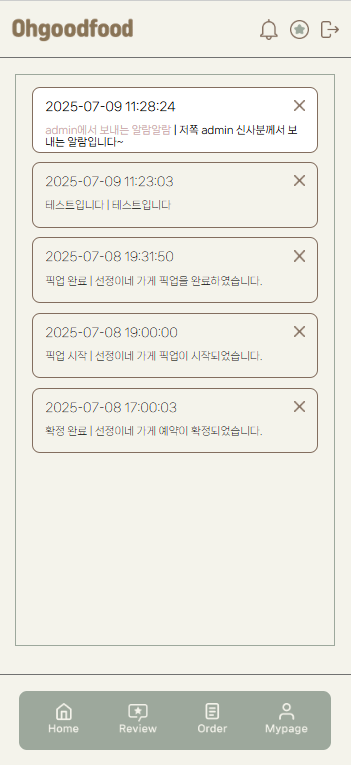 Ohgoodfood
2025-07-09 11:28:24
admin에서 보내는 알람알람 | 저쪽 admin 신사분께서 보
내는 알람입니다~
2025-07-09 11:23:03
테스트입니다 | 테스트입니다
2025-07-08 19:31:50
픽업 완료 | 선정이네 가게 픽업을 완료하였습니다.
2025-07-08 19:00:00
픽업 시작 | 선정이네 가게 픽업이 시작되었습니다.
2025-07-08 17:00:03
확정 완료 | 선정이네 가게 예약이 확정되었습니다.
Home Review Order Mypage